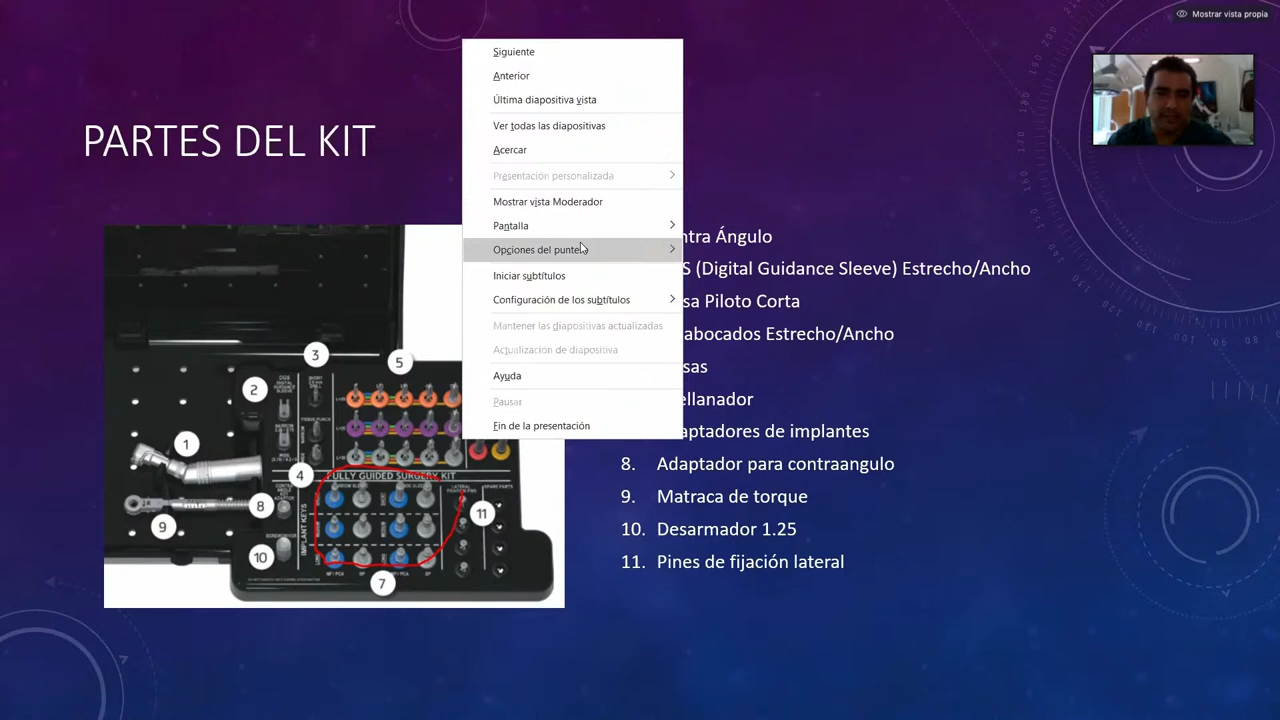 Mostrar vista propia
PARTES DEL KIT
Siguiente
Anterior
Última diapositiva vista
Ver todas las diapositivas
Acercar
Presentación personalizada
Mostrar vista Moderador
Pantalla
Opciones del puntero
Iniciar subtítulos
Configuración de los subtítulos
Mantener las diapositivas actualizadas
Actualización de diapositiva
Ayuda
Pausar
Fin de la presentación
ntra Ángulo
S (Digital Guidance Sleeve) Estrecho/Ancho
sa Piloto Corta
abocados Estrecho/Ancho
sas
ellanador
aptadores de implantes
8. Adaptador para contraangulo
9. Matraca de torque
10. Desarmador 1.25
11. Pines de fijación lateral
1
2
3
4
5
7
8
9
10
11
FULLY GUIDED SURGERY KIT
IMPLANT KEYS